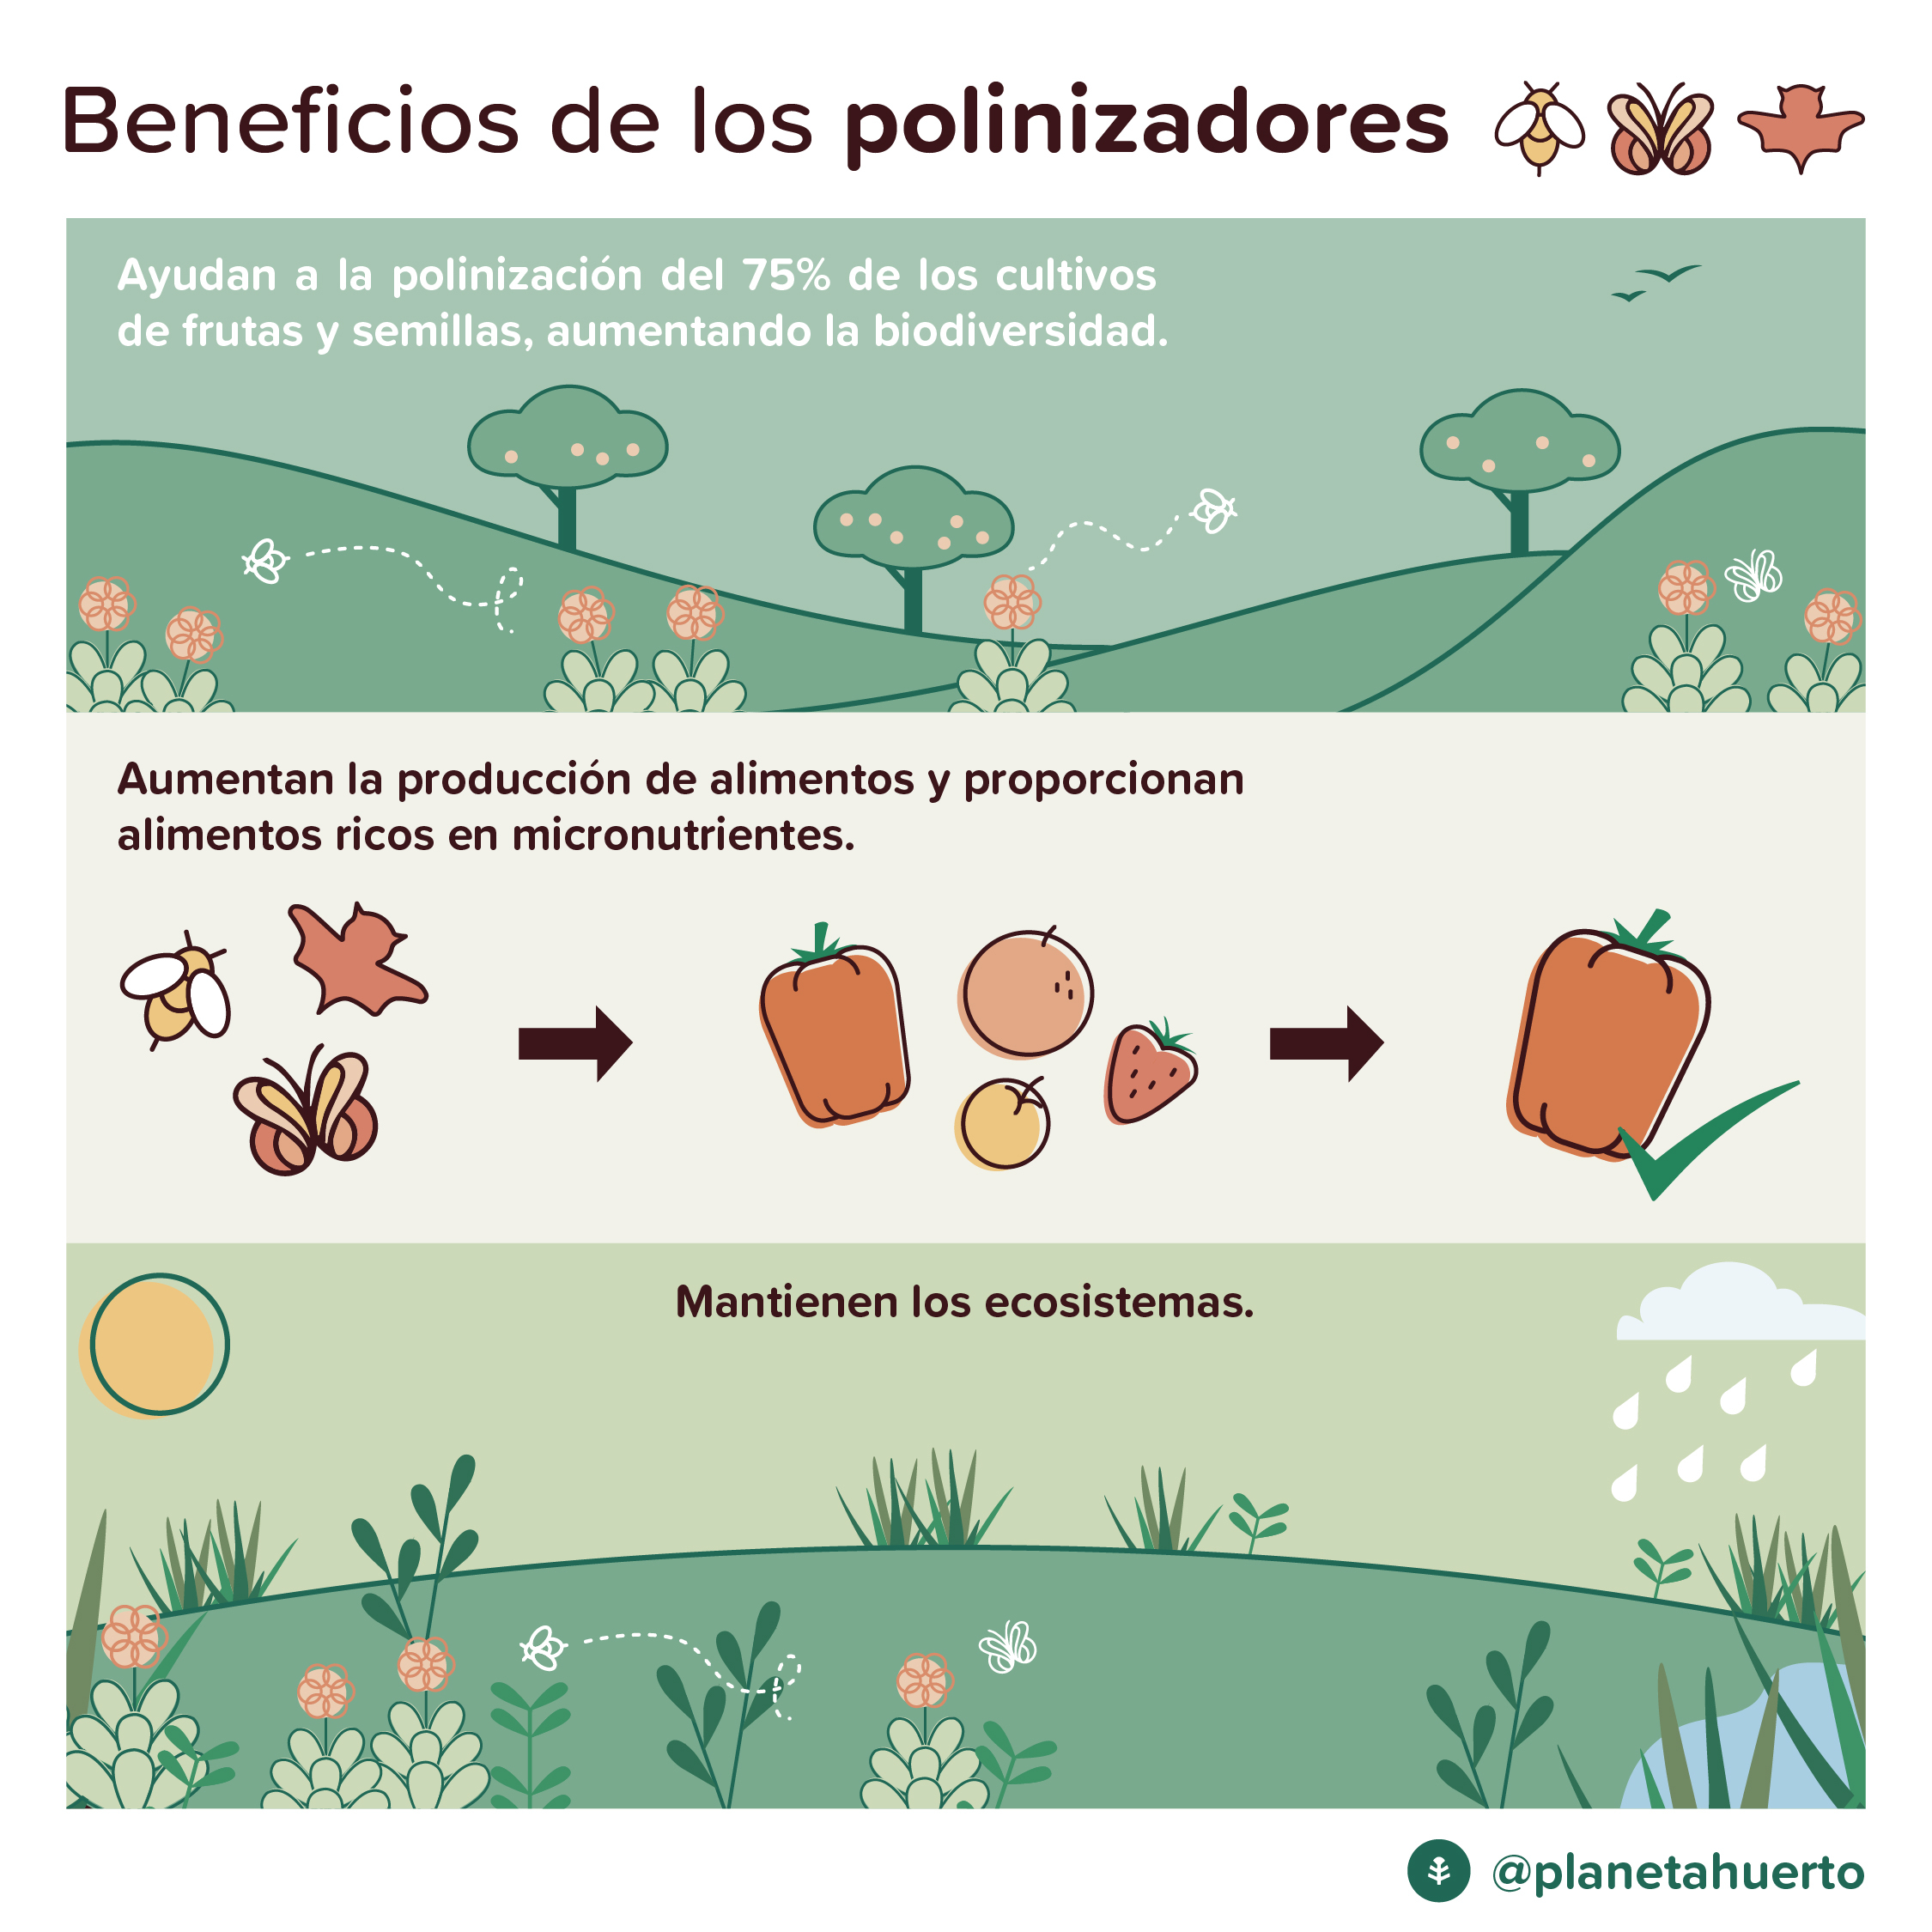 Beneficios de los polinizadores
Ayudan a la polinización del 75% de los cultivos
de frutas y semillas, aumentando la biodiversidad.
Aumentan la producción de alimentos y proporcionan
alimentos ricos en micronutrientes.
Mantienen los ecosistemas.
@planetahuerto